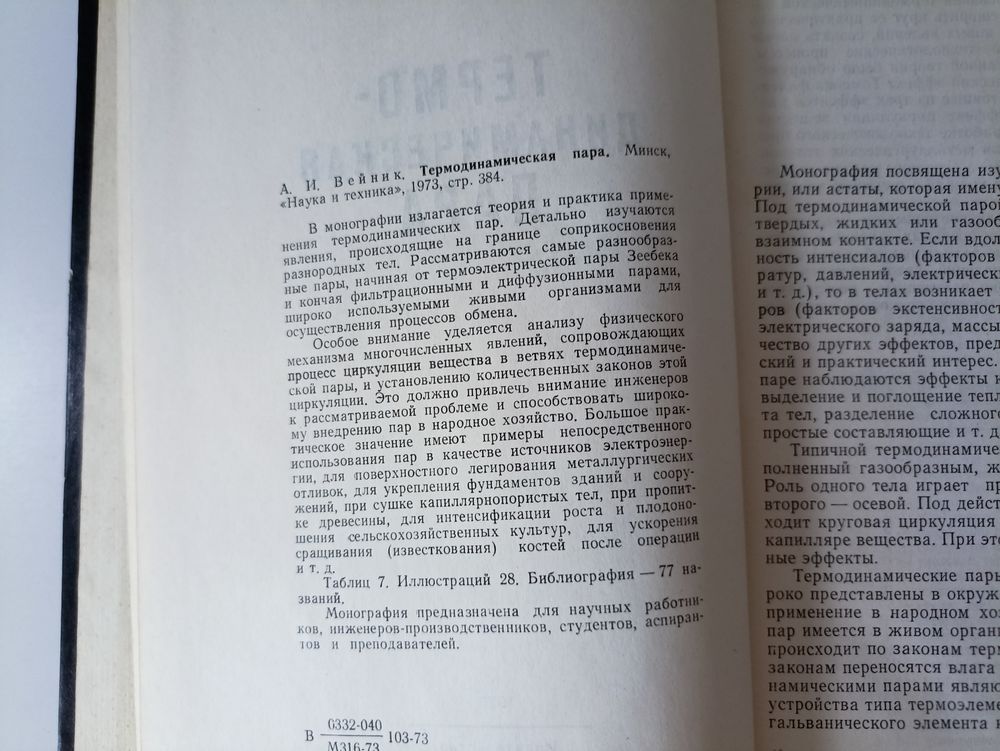 А. И. Вейник. Термодинамическая пара. Минск,
«Наука и техника», 1973, стр. 384.
В монографии излагается теория и практика приме-
нения термодинамических пар. Детально изучаются
явления, происходящие на границе соприкосновения
разнородных тел. Рассматриваются самые разнообраз-
ные пары, начиная от термоэлектрической пары Зеебека
и кончая фильтрационными и диффузионными парами,
широко используемыми живыми организмами для
осуществления процессов обмена.
Особое внимание уделяется анализу физического
механизма многочисленных явлений, сопровождающих
процесс циркуляции вещества в ветвях термодинамиче-
ской пары, и установлению количественных законов этой
циркуляции. Это должно привлечь внимание инженеров
к рассматриваемой проблеме и способствовать широко-
му внедрению пар в народное хозяйство. Большое прак-
тическое значение имеют примеры непосредственного
использования пар в качестве источников электроэнер-
гии, для поверхностного легирования металлургических
отливок, для укрепления фундаментов зданий и соору-
жений, при сушке капиллярнопористых тел, при пропит-
ке древесины, для интенсификации роста и плодоно-
шения сельскохозяйственных культур, для ускорения
сращивания (известкования) костей после операции
и т. д.
Таблиц 7. Иллюстраций 28. Библиография — 77 на-
званий.
Монография предназначена для научных работни-
ков, инженеров-производственников, студентов, аспиран-
тов и преподавателей.
В 0332-040 103-73
М316-73
Монография посвящена изу
рии, или астаты, которая имену
Под термодинамической парой
твердых, жидких или газооб
взаимном контакте. Если вдол
ность интенсиалов (факторов
ратур, давлений, электрически
и т. д.), то в телах возникает
ров (факторов экстенсивност
электрического заряда, массы
чество других эффектов, пред
ский и практический интерес.
паре наблюдаются эффекты
выделение и поглощение тепл
та тел, разделение сложного
простые составляющие и т. д
Типичной термодинамиче
полненный газообразным, ж
Роль одного тела играет пр
второго — осевой. Под дейст
ходит круговая циркуляция
капилляре вещества. При это
ные эффекты.
Термодинамические пары
роко представлены в окруж
применение в народном хоз
пар имеется в живом орган
происходит по законам терм
законам переносятся влага
намическими парами являю
устройства типа термоэлеме
гальванического элемента